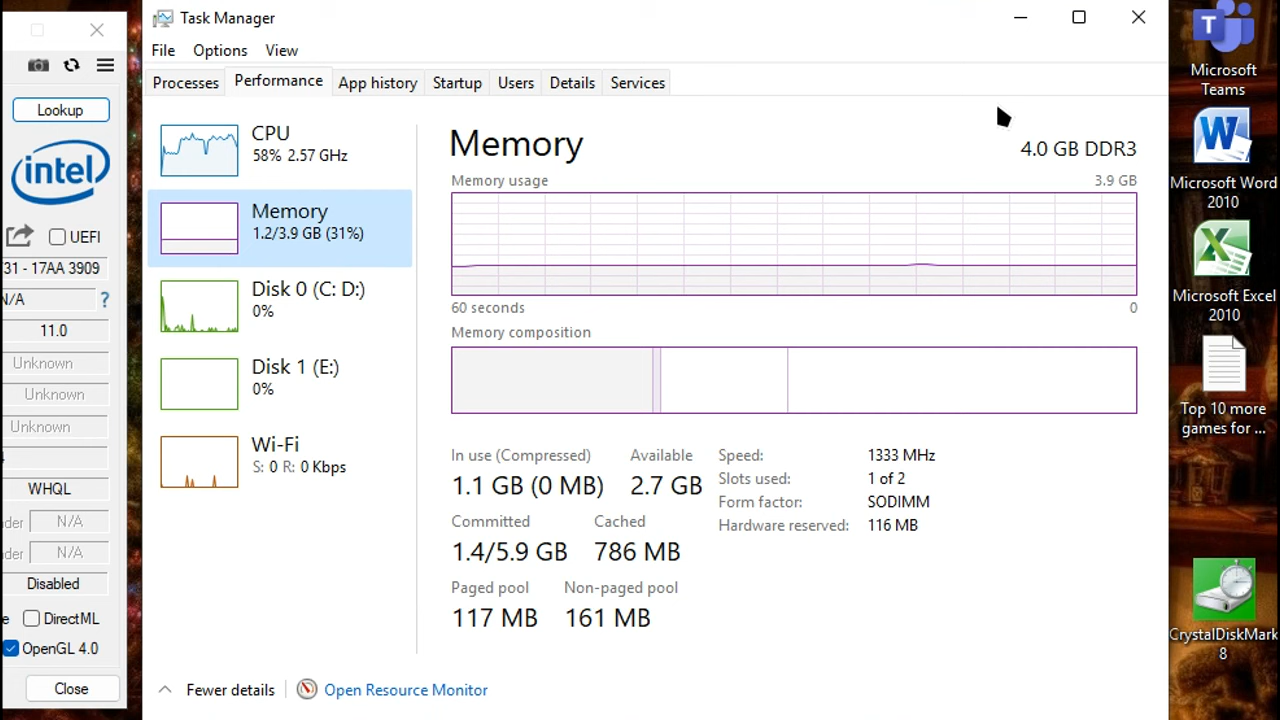 Lookup
intel
UEFI
31 - 17AA 3909
N/A
?
11.0
Unknown
Unknown
Unknown
WHQL
N/A
N/A
Disabled
DirectML
OpenGL 4.0
Close
Task Manager
File Options View
Processes Performance App history Startup Users Details Services
CPU
58% 2.57 GHz
Memory
1.2/3.9 GB (31%)
Disk 0 (C: D:)
0%
Disk 1 (E:)
0%
Wi-Fi
S: 0 R: 0 Kbps
Memory
4.0 GB DDR3
Memory usage
3.9 GB
60 seconds
0
Memory composition
In use (Compressed)
1.1 GB (0 MB)
Available
2.7 GB
Committed
1.4/5.9 GB
Cached
786 MB
Paged pool
117 MB
Non-paged pool
161 MB
Speed: 1333 MHz
Slots used: 1 of 2
Form factor: SODIMM
Hardware reserved: 116 MB
Fewer details
Open Resource Monitor
Microsoft
Teams
Microsoft Word
2010
Microsoft Excel
2010
Top 10 more
games for ...
CrystalDiskMark
8